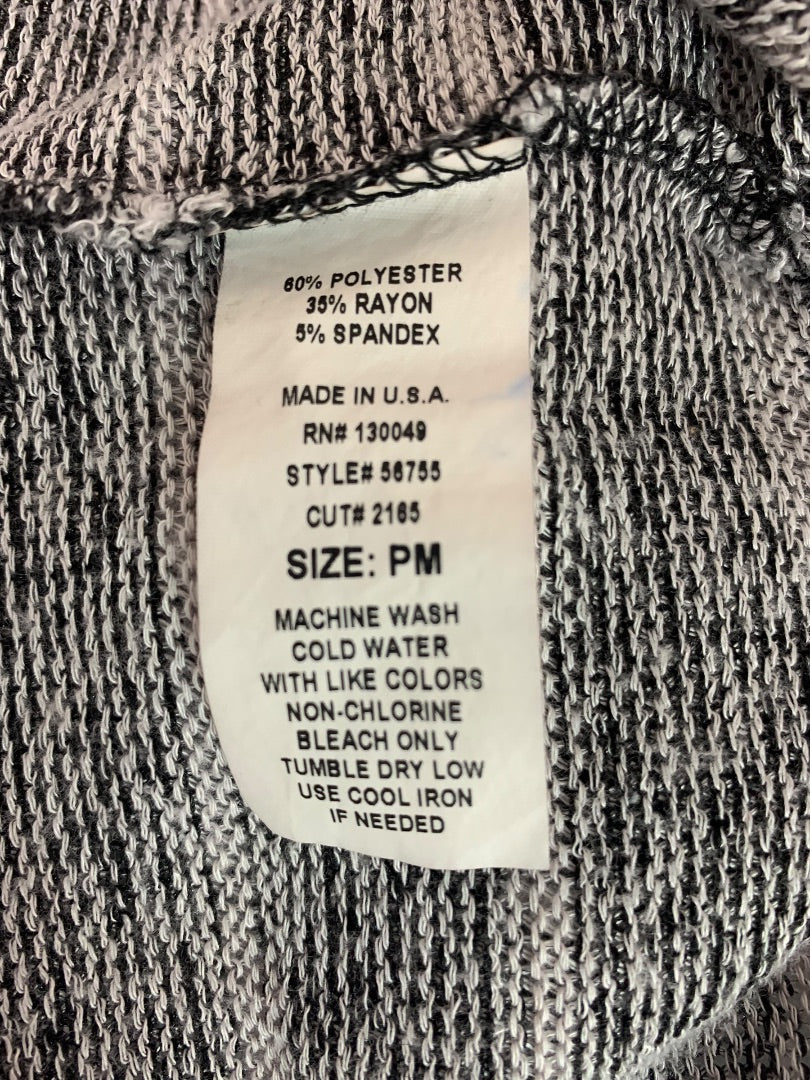 60% POLYESTER
35% RAYON
5% SPANDEX
MADE IN U.S.A.
RN# 130049
STYLE# 56755
CUT# 2165
SIZE: PM
MACHINE WASH
COLD WATER
WITH LIKE COLORS
NON-CHLORINE
BLEACH ONLY
TUMBLE DRY LOW
USE COOL IRON
IF NEEDED